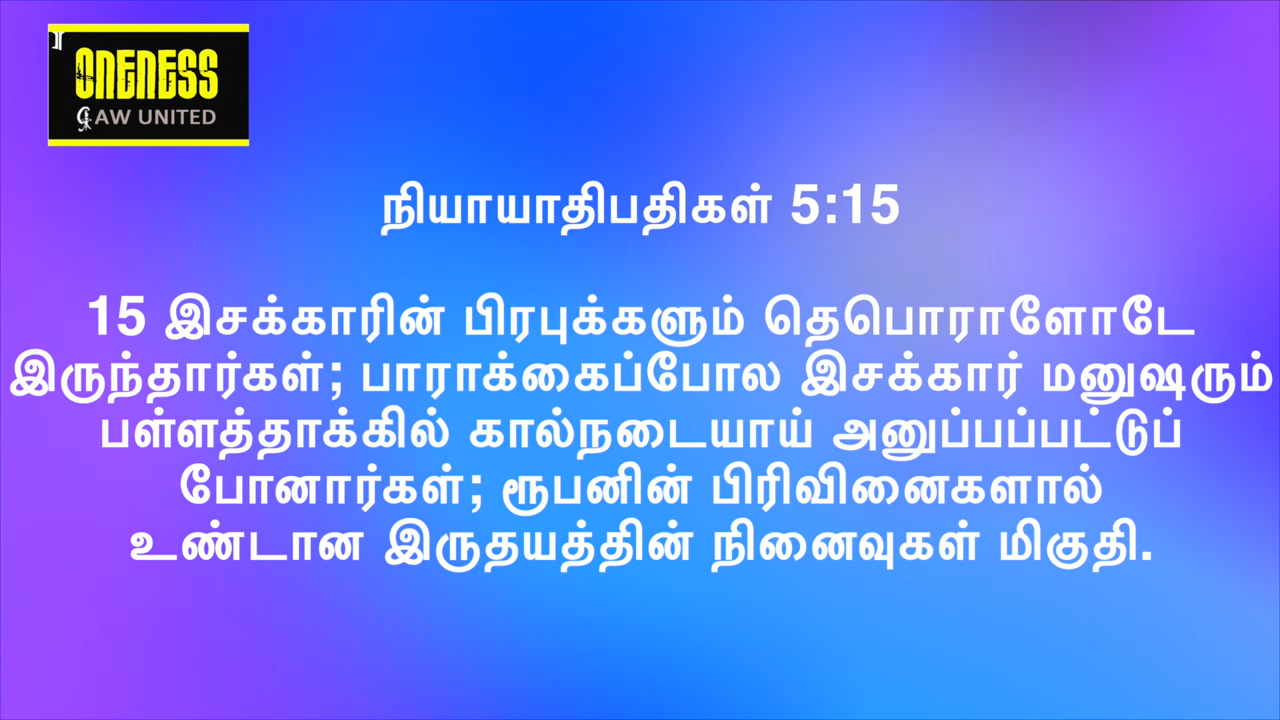 ONENESS
AW UNITED
நியாயாதிபதிகள் 5:15
15 இசக்காரின் பிரபுக்களும் தெபொராளோடே
இருந்தார்கள்; பாராக்கைப்போல இசக்கார் மனுஷரும்
பள்ளத்தாக்கில் கால்நடையாய் அனுப்பப்பட்டுப்
போனார்கள்; ரூபனின் பிரிவினைகளால்
உண்டான இருதயத்தின் நினைவுகள் மிகுதி.